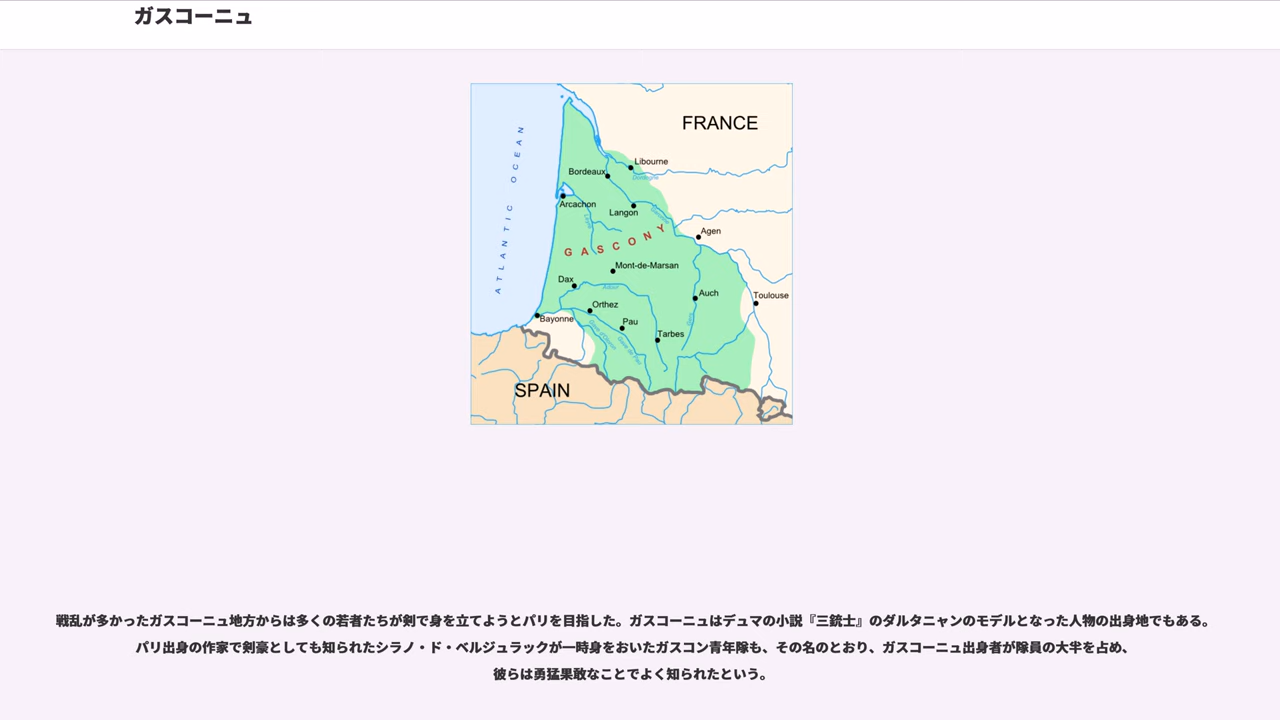 ガスコーニュ
FRANCE
ATLANTIC OCEAN
Libourne
Bordeaux
Dordogne
Arcachon
Langon
GASCONY
Agen
Mont-de-Marsan
Dax
Adour
Auch
Toulouse
Orthez
Bayonne
Pau
Tarbes
SPAIN
戦乱が多かったガスコーニュ地方からは多くの若者たちが剣で身を立てようとパリを目指した。ガスコーニュはデュマの小説『三銃士』のダルタニャンのモデルとなった人物の出身地でもある。
パリ出身の作家で剣豪としても知られたシラノ・ド・ベルジュラックが一時身をおいたガスコン青年隊も、その名のとおり、ガスコーニュ出身者が隊員の大半を占め、
彼らは勇猛果敢なことでよく知られたという。